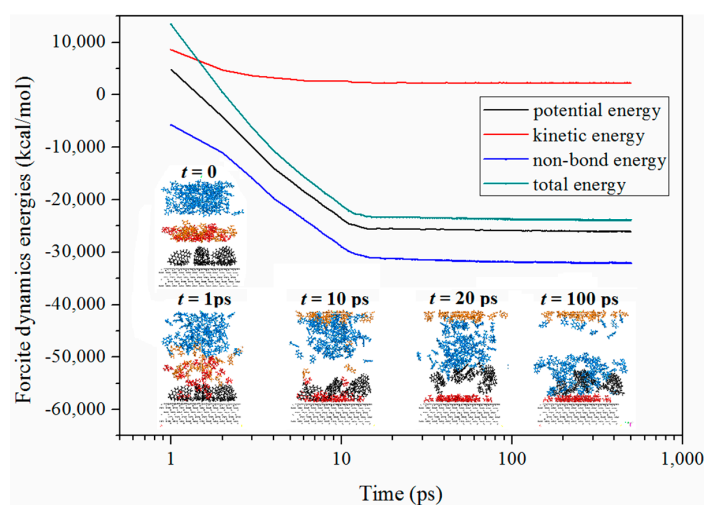 10,000
0
-10,000
-20,000
-30,000
-40,000
-50,000
-60,000
Forcite dynamics energies (kcal/mol)
potential energy
kinetic energy
non-bond energy
total energy
t = 0
t = 1ps
t = 10 ps
t = 20 ps
t = 100 ps
1
10
100
1,000
Time (ps)